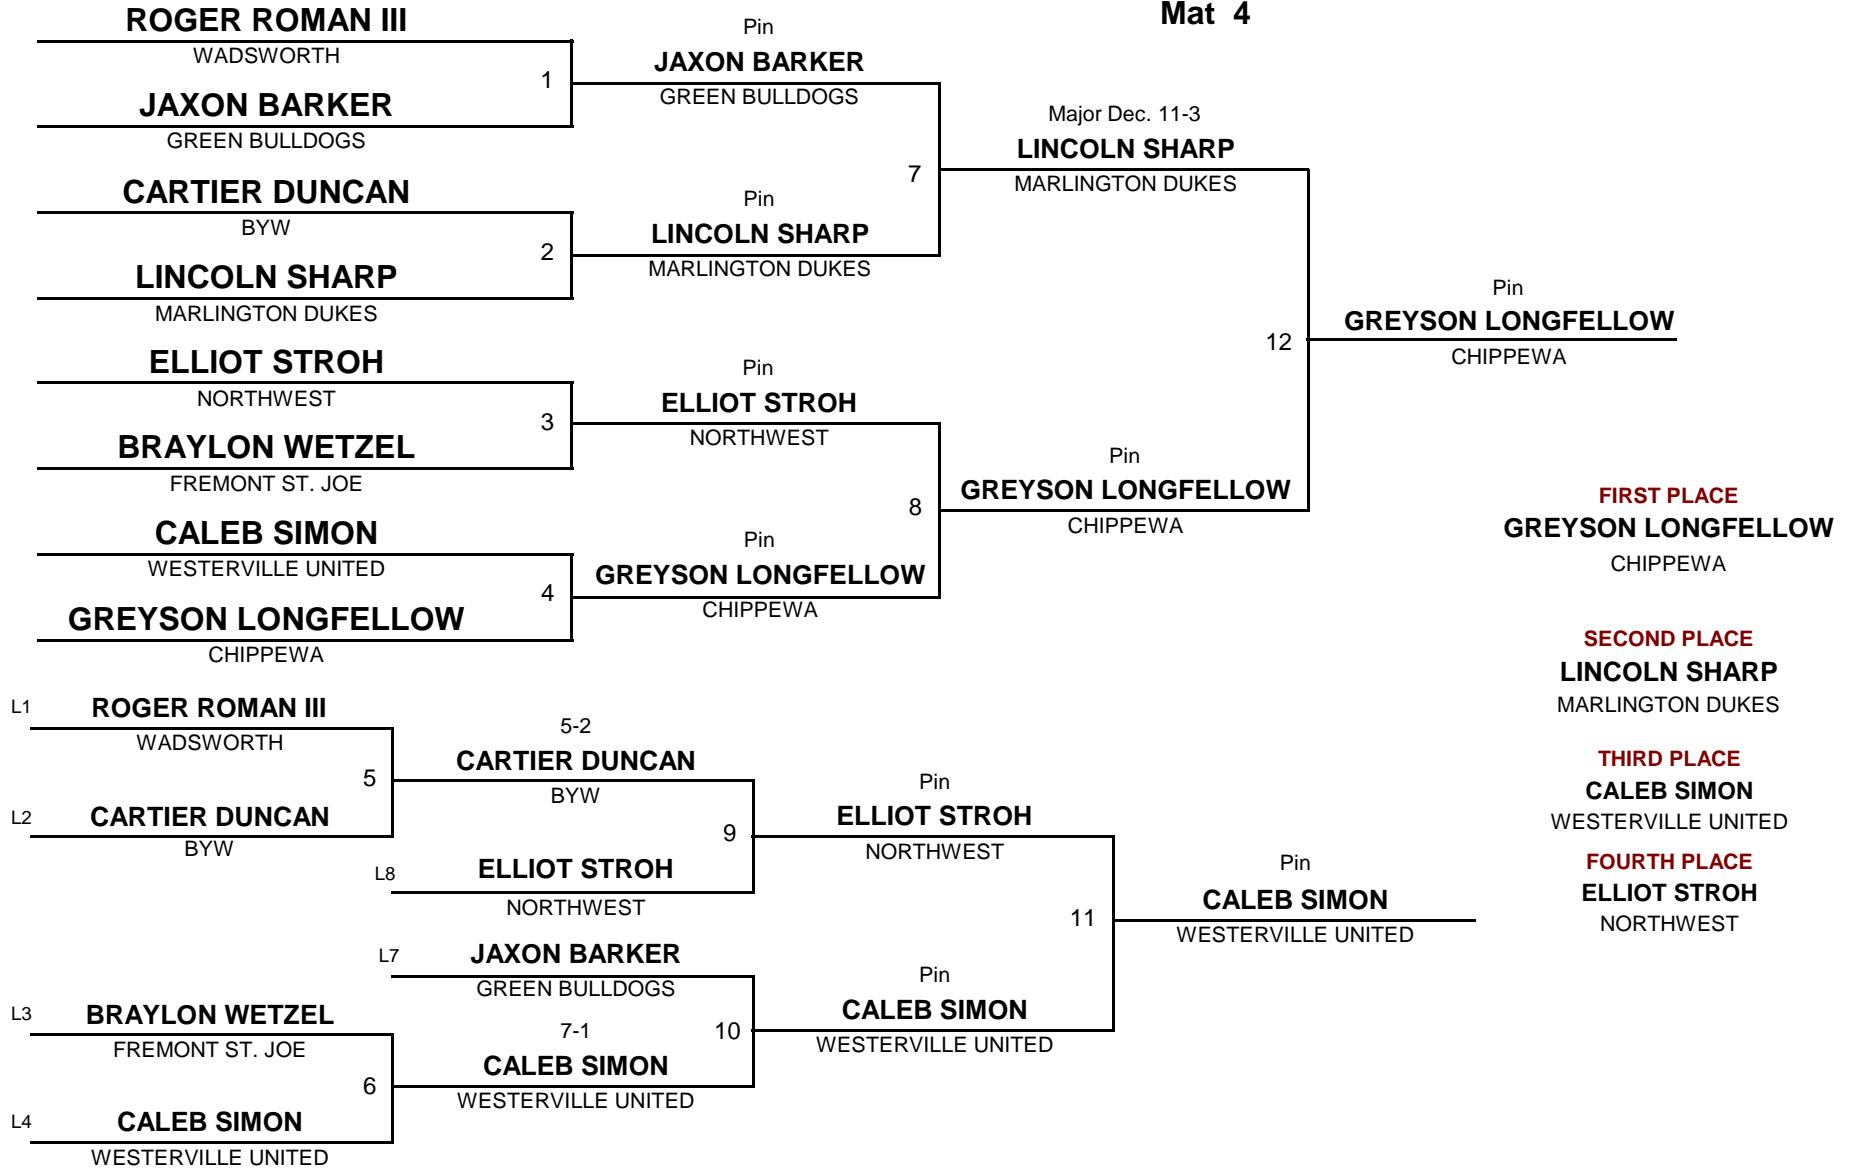 Mat 4
ROGER ROMAN III
WADSWORTH
1
JAXON BARKER
GREEN BULLDOGS
Pin
JAXON BARKER
GREEN BULLDOGS
CARTIER DUNCAN
BYW
2
LINCOLN SHARP
MARLINGTON DUKES
Pin
LINCOLN SHARP
MARLINGTON DUKES
7
Major Dec. 11-3
LINCOLN SHARP
MARLINGTON DUKES
ELLIOT STROH
NORTHWEST
3
BRAYLON WETZEL
FREMONT ST. JOE
Pin
ELLIOT STROH
NORTHWEST
CALEB SIMON
WESTERVILLE UNITED
4
GREYSON LONGFELLOW
CHIPPEWA
Pin
GREYSON LONGFELLOW
CHIPPEWA
8
Pin
GREYSON LONGFELLOW
CHIPPEWA
12
Pin
GREYSON LONGFELLOW
CHIPPEWA
FIRST PLACE
GREYSON LONGFELLOW
CHIPPEWA
SECOND PLACE
LINCOLN SHARP
MARLINGTON DUKES
THIRD PLACE
CALEB SIMON
WESTERVILLE UNITED
FOURTH PLACE
ELLIOT STROH
NORTHWEST
L1 ROGER ROMAN III
WADSWORTH
5
L2 CARTIER DUNCAN
BYW
5-2
CARTIER DUNCAN
BYW
9
L8 ELLIOT STROH
NORTHWEST
Pin
ELLIOT STROH
NORTHWEST
L7 JAXON BARKER
GREEN BULLDOGS
L3 BRAYLON WETZEL
FREMONT ST. JOE
6
L4 CALEB SIMON
WESTERVILLE UNITED
7-1
CALEB SIMON
WESTERVILLE UNITED
10
Pin
CALEB SIMON
WESTERVILLE UNITED
11
Pin
CALEB SIMON
WESTERVILLE UNITED